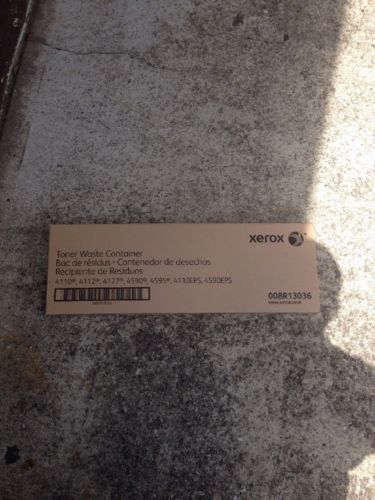 xerox
Toner Waste Container
Bac de résidus - Contenedor de desechos
Recipiente de Resíduos
4110®, 4112®, 4127®, 4590®, 4595®, 4110EPS, 4590EPS
008R13036
www.xerox.com